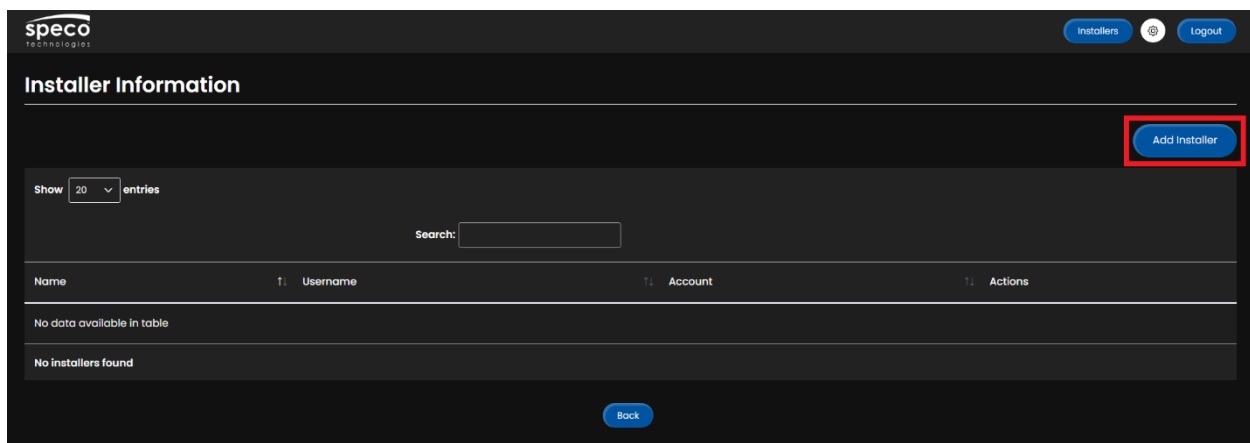 speco
technologies
Installers
Logout
Installer Information
Add Installer
Show 20 entries
Search:
Name Username Account Actions
No data available in table
No installers found
Back